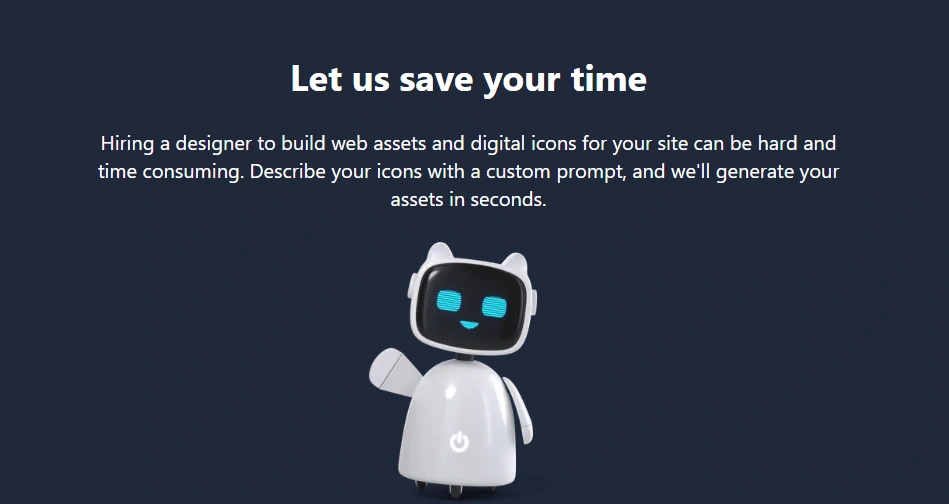 Let us save your time
Hiring a designer to build web assets and digital icons for your site can be hard and
time consuming. Describe your icons with a custom prompt, and we'll generate your
assets in seconds.